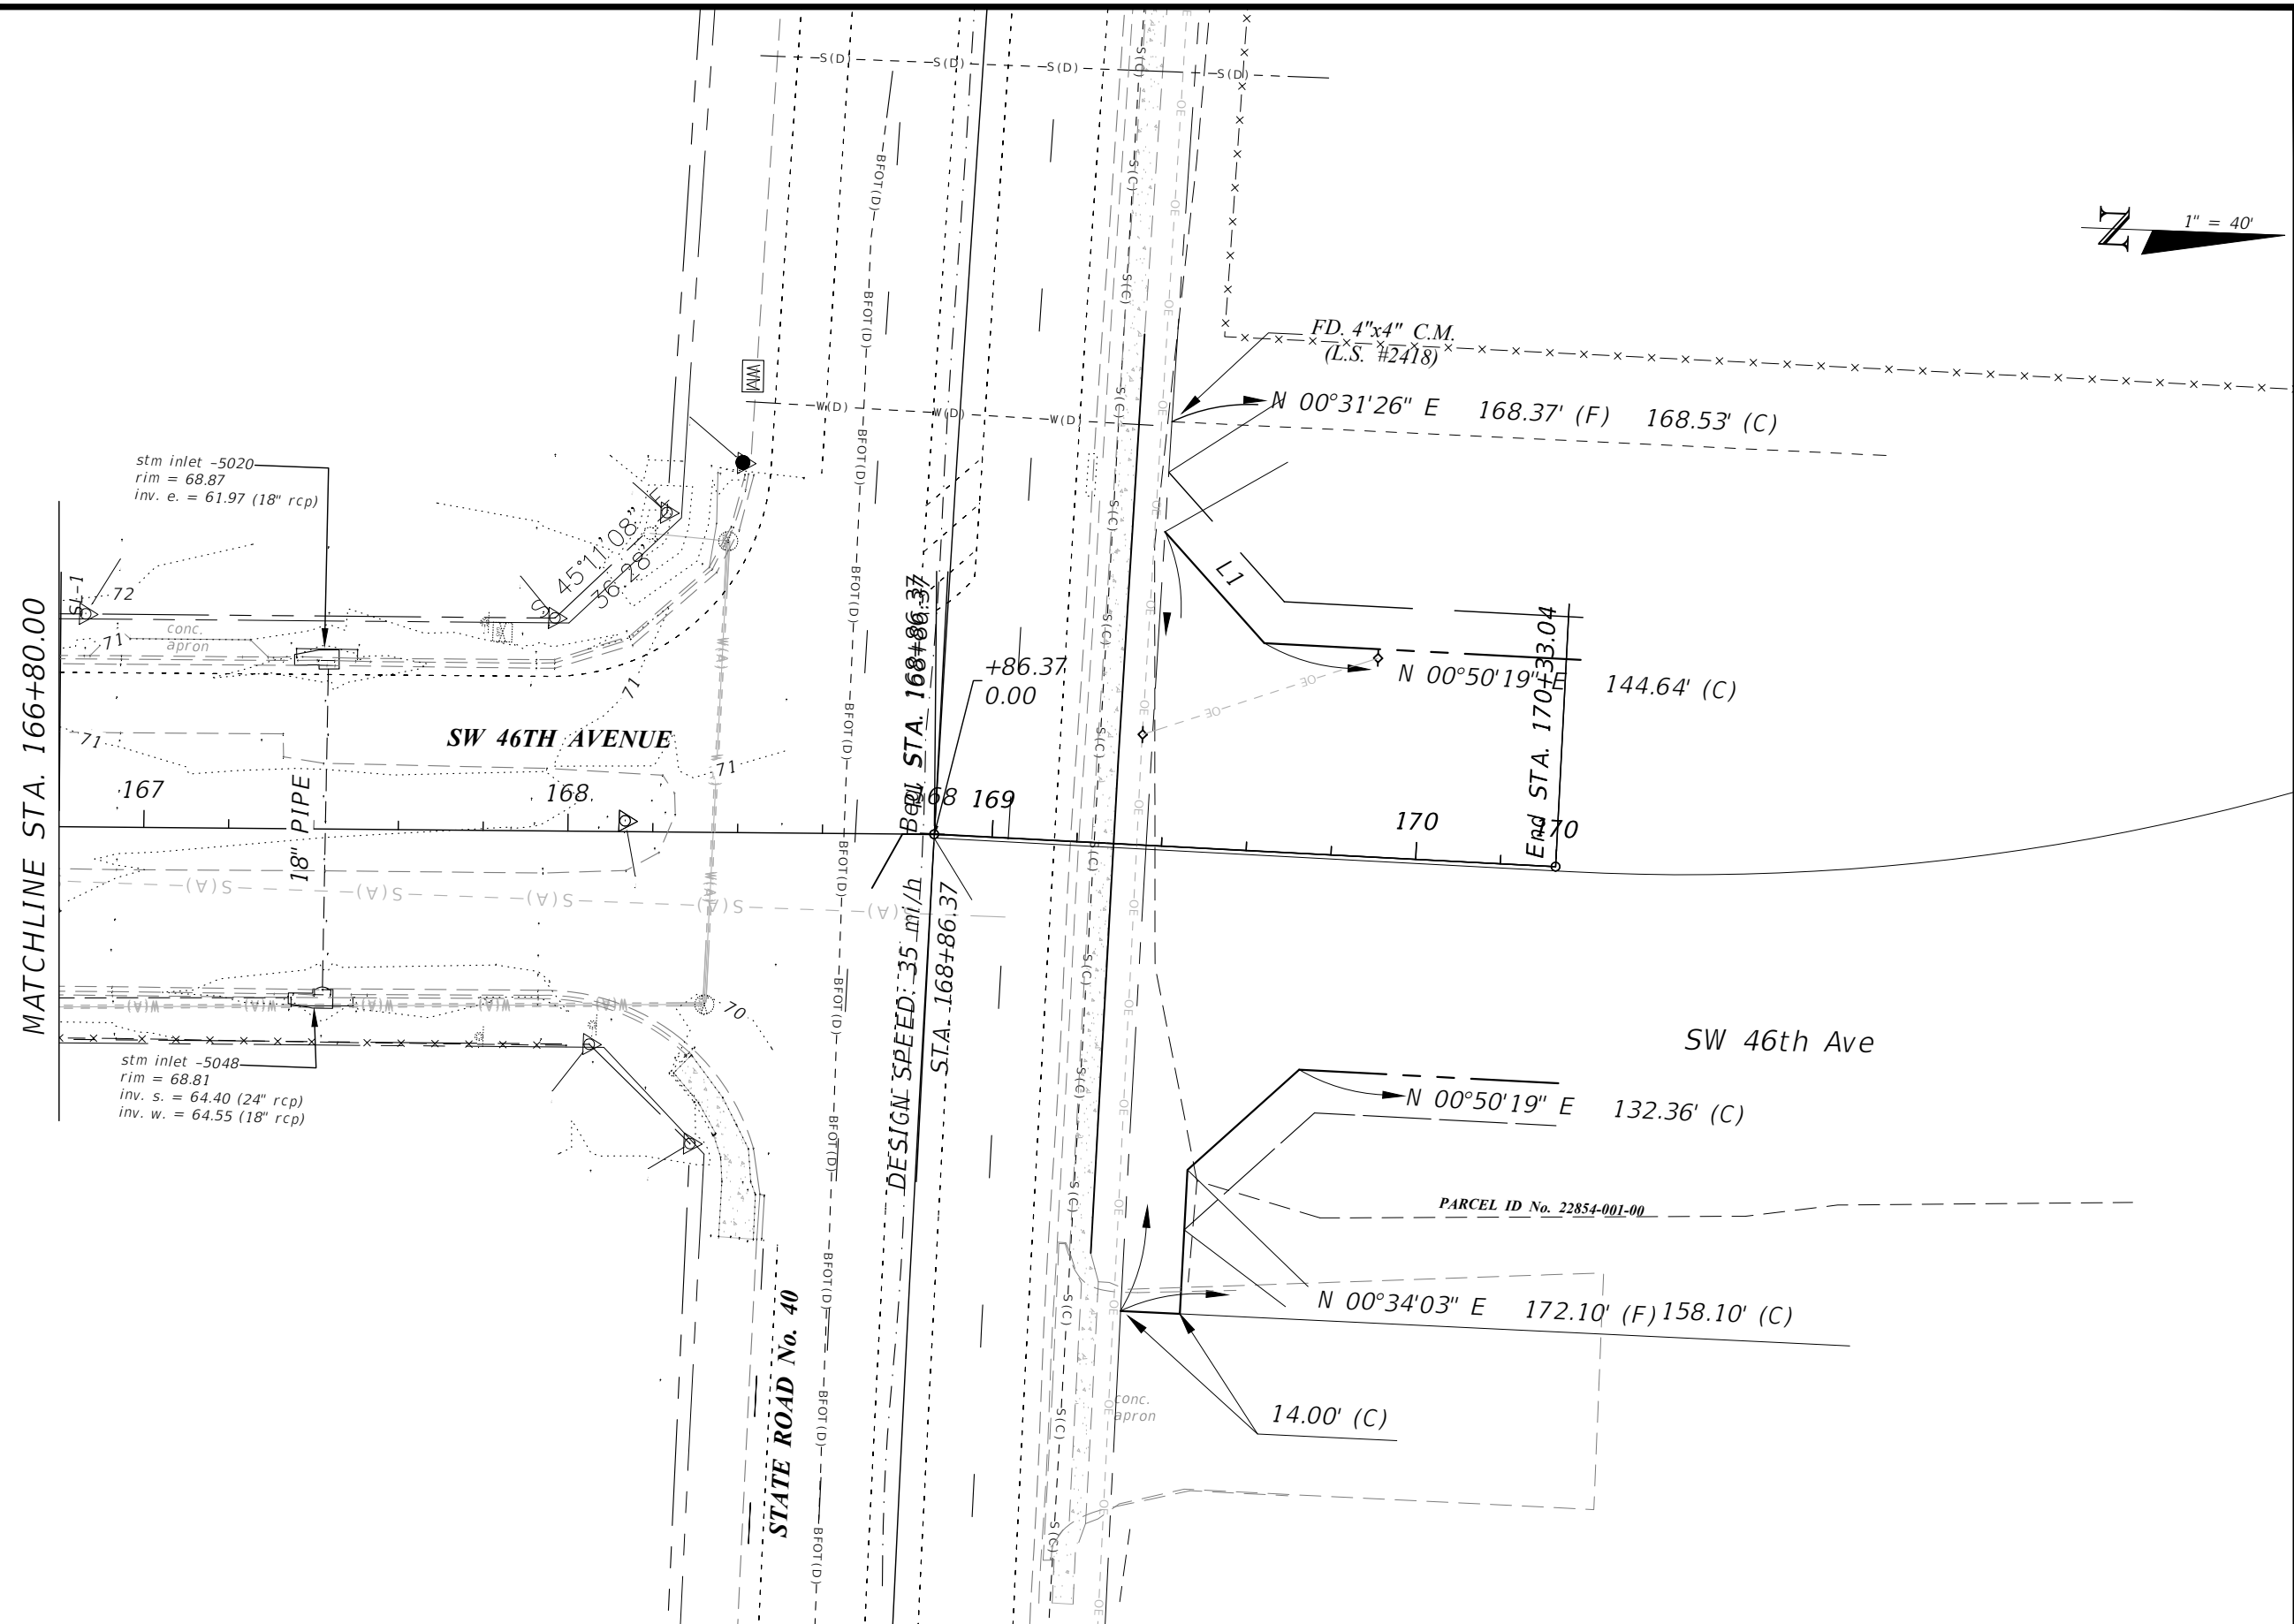 S(D) S(D) S(D) S(D)
1" = 40'
N
FD. 4"x4" C.M.
(L.S. #2418)
N 00°31'26" E 168.37' (F) 168.53' (C)
WM
W(D) W(D) W(D)
BFOT(D)
S(C)
OE
stm inlet -5020
rim = 68.87
inv. e. = 61.97 (18" rcp)
S 45°11'08" E
36.28'
SL-1
72
conc.
apron
71
71
L1
N 00°50'19" E 144.64' (C)
End STA. 170+33.04
MATCHLINE STA. 166+80.00
SW 46TH AVENUE
71
71
W(A)
+86.37
0.00
168+86.37
167
168
169
170
170
18" PIPE
S(A) S(A) S(A) S(A) S(A)
DESIGN SPEED: 35 mi/h
STA. 168+86.37
W(A) W(A) W(A) W(A) W(A)
70
stm inlet -5048
rim = 68.81
inv. s. = 64.40 (24" rcp)
inv. w. = 64.55 (18" rcp)
SW 46th Ave
N 00°50'19" E 132.36' (C)
PARCEL ID No. 22854-001-00
N 00°34'03" E 172.10' (F) 158.10' (C)
STATE ROAD No. 40
conc.
apron
14.00' (C)